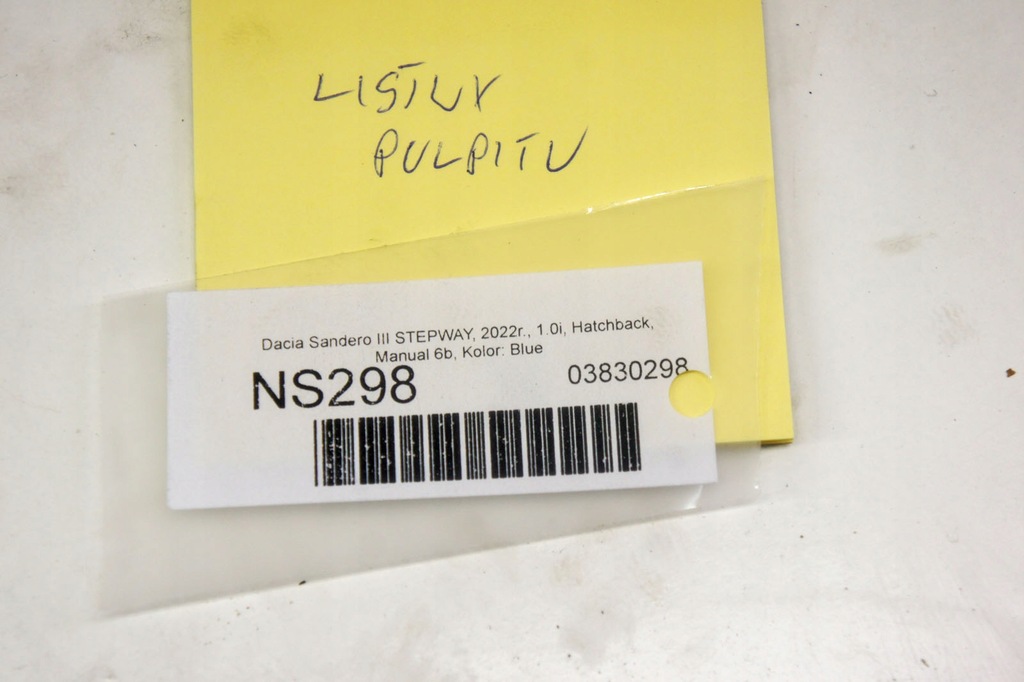 LISTWY
PULPITU
Dacia Sandero III STEPWAY, 2022r., 1.0i, Hatchback,
Manual 6b, Kolor: Blue
NS298 03830298